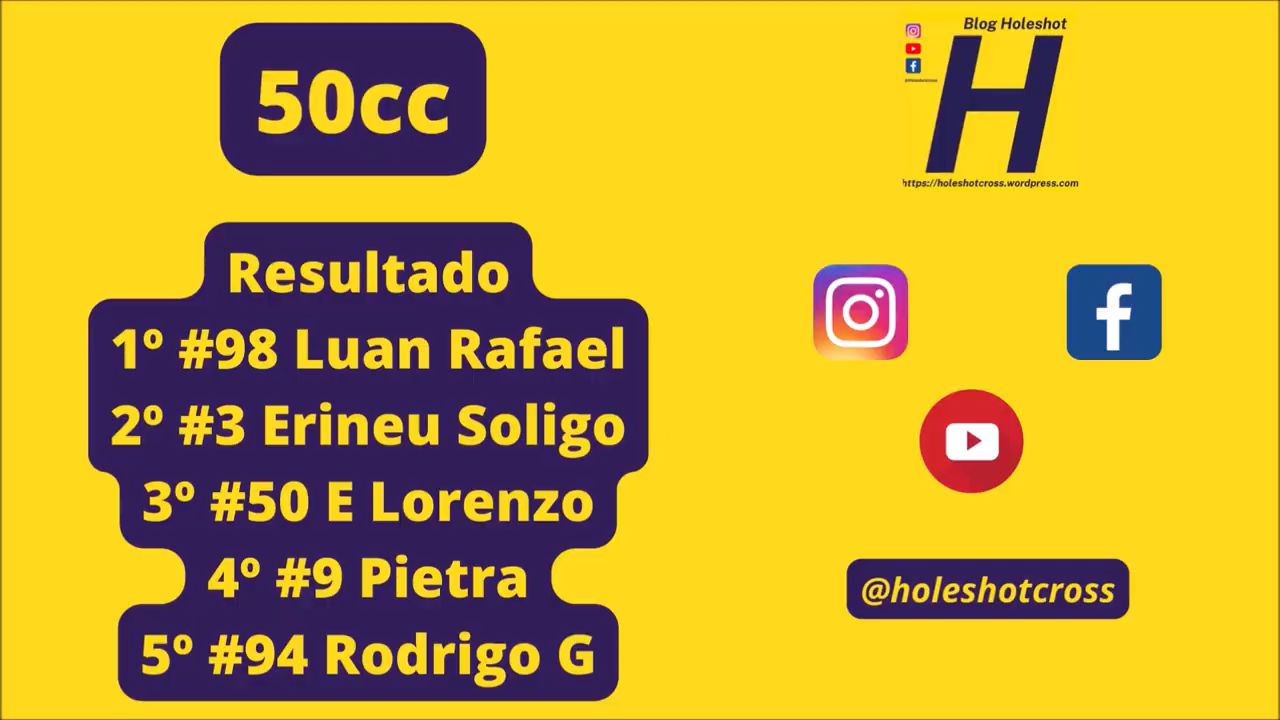 50cc
Resultado
1º #98 Luan Rafael
2º #3 Erineu Soligo
3º #50 E Lorenzo
4º #9 Pietra
5º #94 Rodrigo G
Blog Holeshot
H
https://holeshotcross.wordpress.com
@holeshotcross